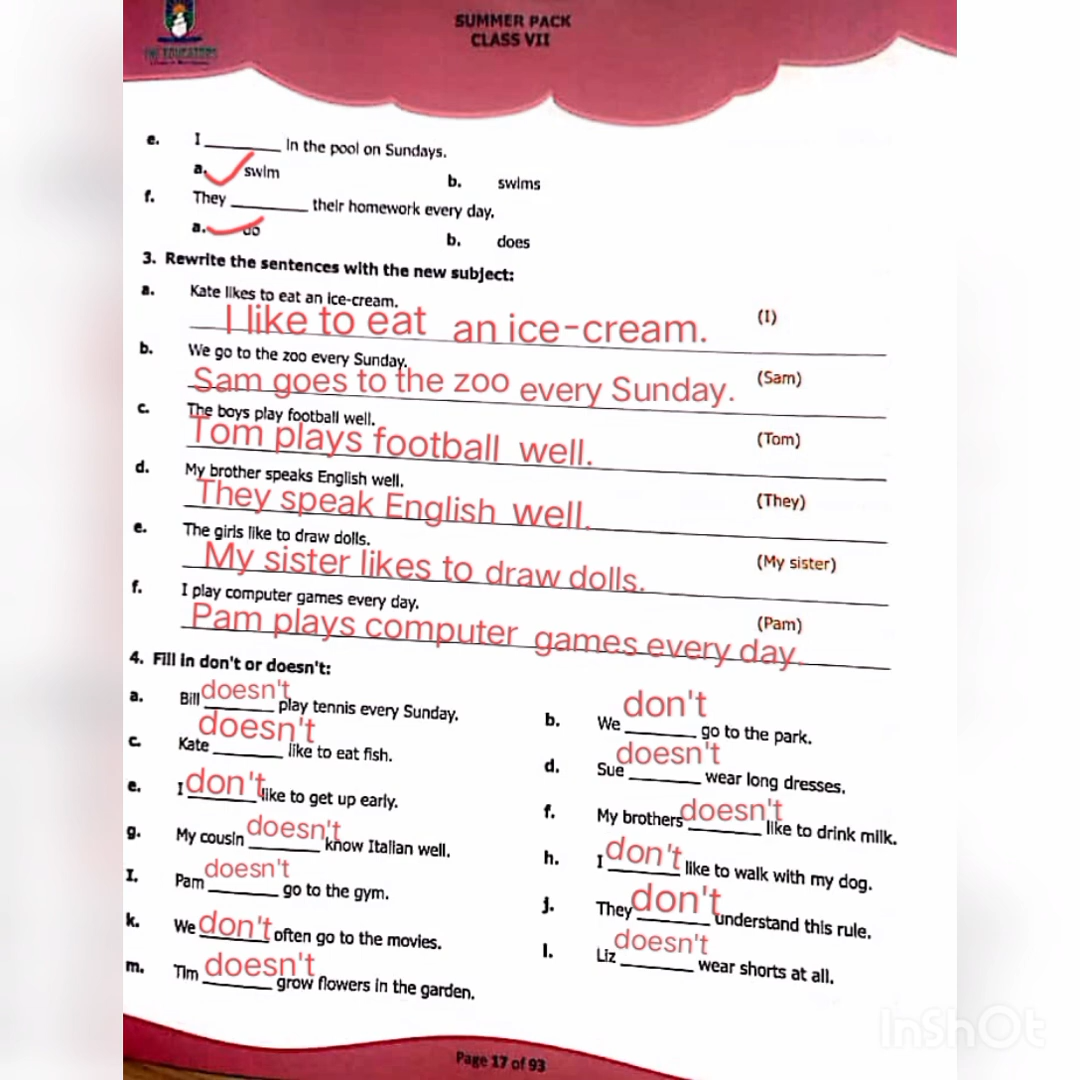 SUMMER PACK
CLASS VII
THE EDUCATORS
e. I ________ in the pool on Sundays.
a. swim b. swims
f. They ________ their homework every day.
a. do b. does
3. Rewrite the sentences with the new subject:
a. Kate likes to eat an ice-cream.
I like to eat an ice-cream. (I)
b. We go to the zoo every Sunday.
Sam goes to the zoo every Sunday. (Sam)
c. The boys play football well.
Tom plays football well. (Tom)
d. My brother speaks English well.
They speak English well. (They)
e. The girls like to draw dolls.
My sister likes to draw dolls. (My sister)
f. I play computer games every day.
Pam plays computer games every day. (Pam)
4. Fill in don't or doesn't:
a. Bill doesn't play tennis every Sunday. b. We don't go to the park.
c. Kate doesn't like to eat fish. d. Sue doesn't wear long dresses.
e. I don't like to get up early. f. My brothers doesn't like to drink milk.
g. My cousin doesn't know Italian well. h. I don't like to walk with my dog.
I. Pam doesn't go to the gym. j. They don't understand this rule.
k. We don't often go to the movies. l. Liz doesn't wear shorts at all.
m. Tim doesn't grow flowers in the garden.
Page 17 of 93
InShOt